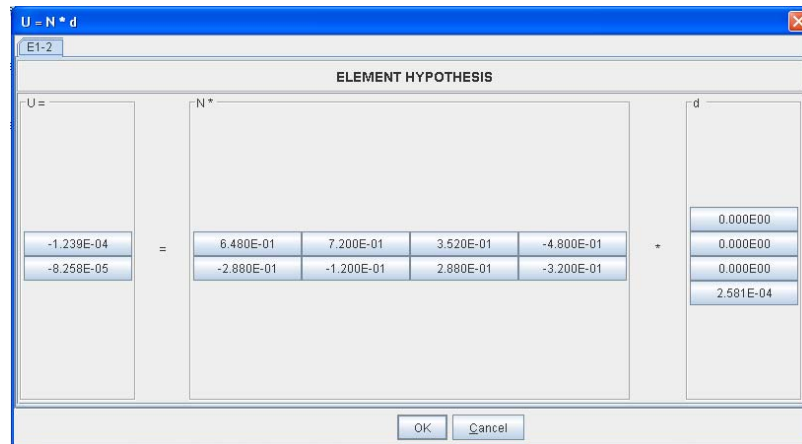 U = N * d
E1-2
ELEMENT HYPOTHESIS
U =
N *
d
0.000E00
-1.239E-04 = 6.480E-01 7.200E-01 3.520E-01 -4.800E-01 * 0.000E00
-8.258E-05 -2.880E-01 -1.200E-01 2.880E-01 -3.200E-01 0.000E00
2.581E-04
OK Cancel